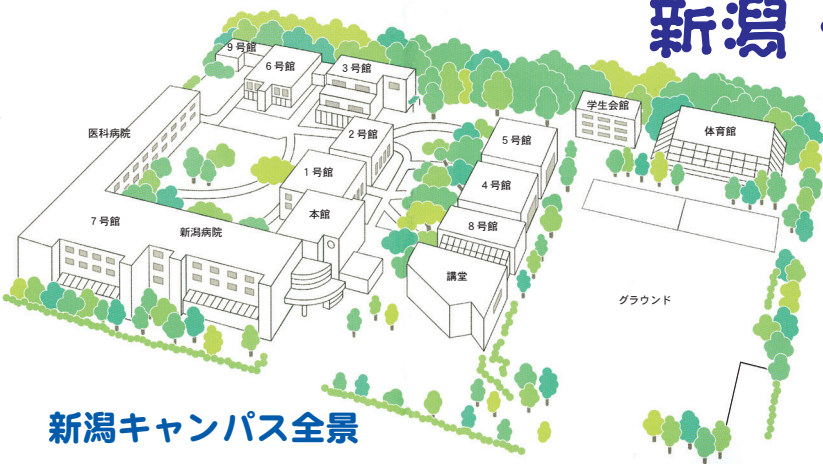 新潟・
9号館
6号館
3号館
学生会館
体育館
医科病院
2号館
5号館
1号館
4号館
本館
7号館
新潟病院
8号館
講堂
グラウンド
新潟キャンパス全景